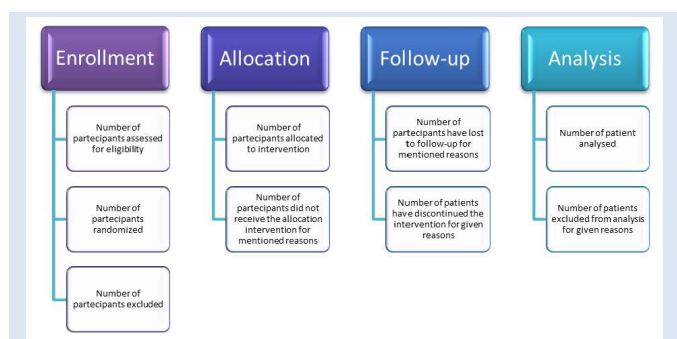 Enrollment
Number of
partecipants assessed
for eligibility
Number of
partecipants
randomized
Number of
partecipants excluded
Allocation
Number of
partecipants allocated
to intervention
Number of
partecipants did not
receive the allocation
intervention for
mentioned reasons
Follow-up
Number of
partecipants have lost
to follow-up for
mentioned reasons
Number of patients
have discontinued the
intervention for given
reasons
Analysis
Number of patient
analysed
Number of patients
excluded from analysis
for given reasons